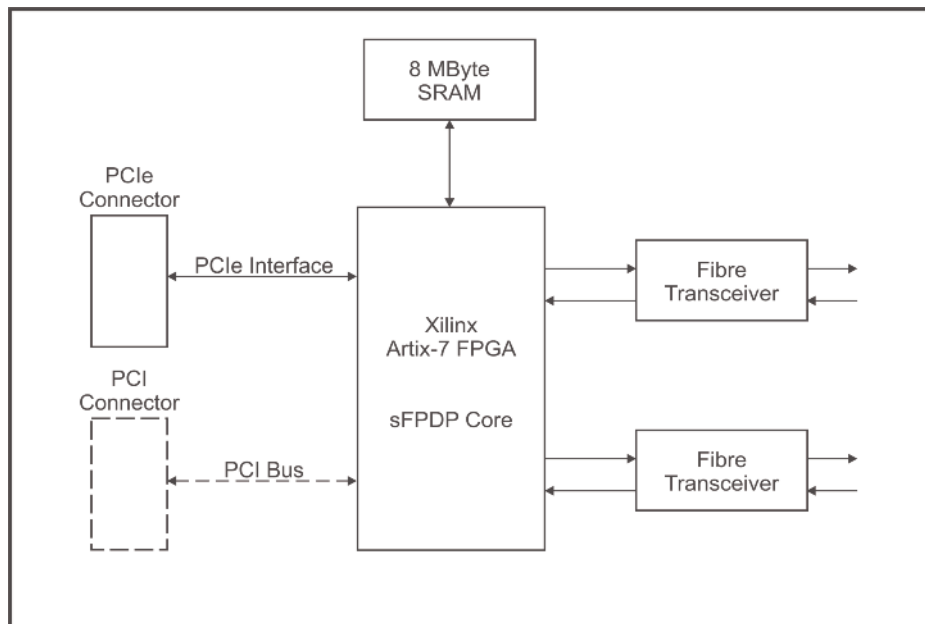 8 MByte
SRAM
PCIe
Connector
PCIe Interface
Xilinx
Artix-7 FPGA
sFPDP Core
Fibre
Transceiver
PCI
Connector
PCI Bus
Fibre
Transceiver